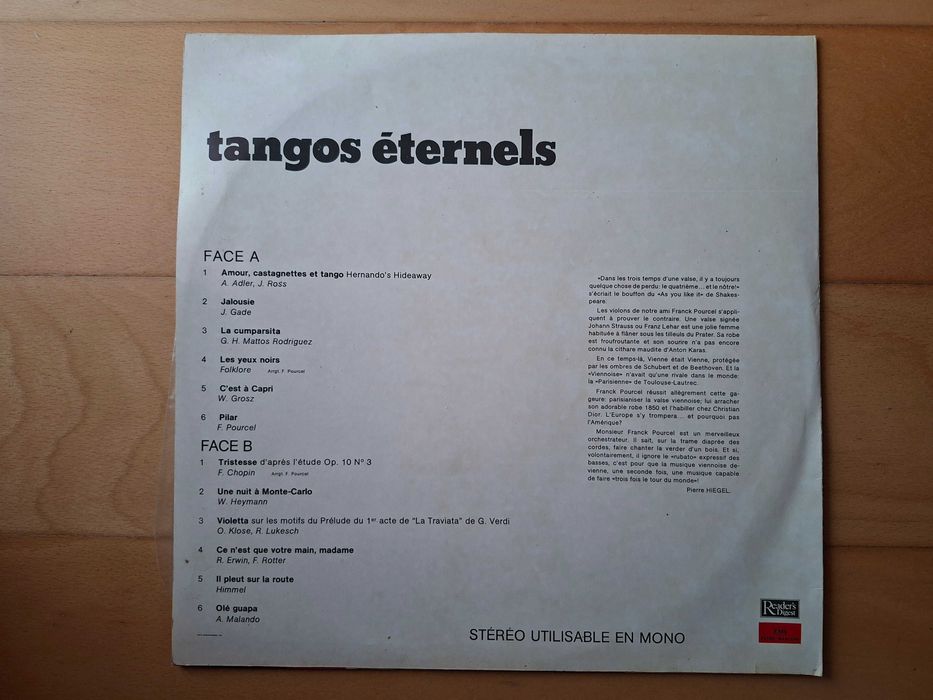 tangos éternels
FACE A
1 Amour, castagnettes et tango Hernando's Hideaway
A. Adler, J. Ross
2 Jalousie
J. Gade
3 La cumparsita
G. H. Mattos Rodriguez
4 Les yeux noirs
Folklore Arrgt. F. Pourcel
5 C'est à Capri
W. Grosz
6 Pilar
F. Pourcel
FACE B
1 Tristesse d'après l'étude Op. 10 Nº 3
F. Chopin Arrgt. F. Pourcel
2 Une nuit à Monte-Carlo
W. Heymann
3 Violetta sur les motifs du Prélude du 1er acte de "La Traviata" de G. Verdi
O. Klose, R. Lukesch
4 Ce n'est que votre main, madame
R. Erwin, F. Rotter
5 Il pleut sur la route
Himmel
6 Olé guapa
A. Malando
«Dans les trois temps d'une valse, il y a toujours
quelque chose de perdu: le quatrième... et le nôtre!»
s'écriait le bouffon du «As you like it» de Shakes-
peare.
Les violons de notre ami Franck Pourcel s'appli-
quent à prouver le contraire. Une valse signée
Johann Strauss ou Franz Lehar est une jolie femme
habituée à flâner sous les tilleuls du Prater. Sa robe
est froufroutante et son sourire n'a pas encore
connu la cithare maudite d'Anton Karas.
En ce temps-là, Vienne était Vienne, protégée
par les ombres de Schubert et de Beethoven. Et la
«Viennoise» n'avait qu'une rivale dans le monde:
la «Parisienne» de Toulouse-Lautrec.
Franck Pourcel réussit allègrement cette ga-
geure: parisianiser la valse viennoise; lui arracher
son adorable robe 1850 et l'habiller chez Christian
Dior. L'Europe s'y trompera... et pourquoi pas
l'Amérique?
Monsieur Franck Pourcel est un merveilleux
orchestrateur. Il sait, sur la trame diaprée des
cordes, faire chanter la verdeur d'un bois. Et si,
volontairement, il ignore le «rubato» expressif des
basses, c'est pour que la musique viennoise de-
vienne, une seconde fois, une musique capable
de faire «trois fois le tour du monde»!
Pierre HIEGEL.
Reader's
Digest
EMI
STÉRÉO UTILISABLE EN MONO